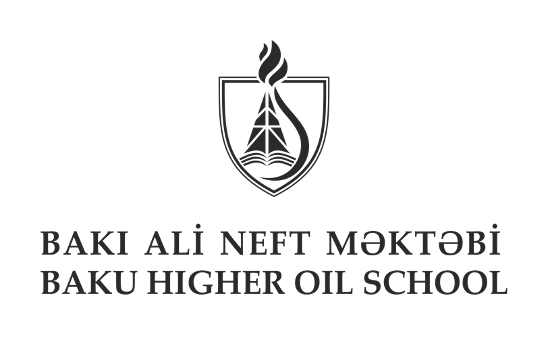 BAKI ALİ NEFT MƏKTƏBİ
BAKU HIGHER OIL SCHOOL